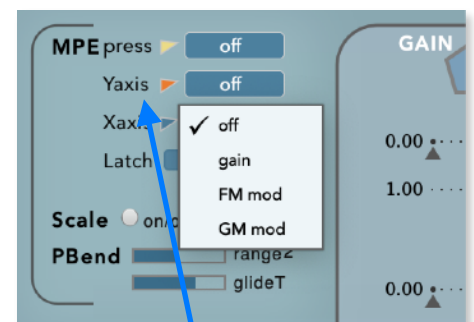 MPE press off GAIN
Yaxis off
Xaxis ✓ off
0.00
Latch gain
FM mod 1.00
Scale on/o GM mod
PBend range2
glideT 0.00